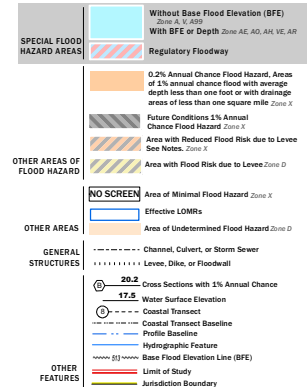 SPECIAL FLOOD
HAZARD AREAS
Without Base Flood Elevation (BFE)
Zone A, V, A99
With BFE or Depth Zone AE, AO, AH, VE, AR
Regulatory Floodway
OTHER AREAS OF
FLOOD HAZARD
0.2% Annual Chance Flood Hazard, Areas
of 1% annual chance flood with average
depth less than one foot or with drainage
areas of less than one square mile Zone X
Future Conditions 1% Annual
Chance Flood Hazard Zone X
Area with Reduced Flood Risk due to Levee
See Notes. Zone X
Area with Flood Risk due to Levee Zone D
OTHER AREAS
NO SCREEN Area of Minimal Flood Hazard Zone X
Effective LOMRs
Area of Undetermined Flood Hazard Zone D
GENERAL
STRUCTURES
Channel, Culvert, or Storm Sewer
Levee, Dike, or Floodwall
OTHER
FEATURES
B 20.2 Cross Sections with 1% Annual Chance
17.5 Water Surface Elevation
8 Coastal Transect
Coastal Transect Baseline
Profile Baseline
Hydrographic Feature
513 Base Flood Elevation Line (BFE)
Limit of Study
Jurisdiction Boundary